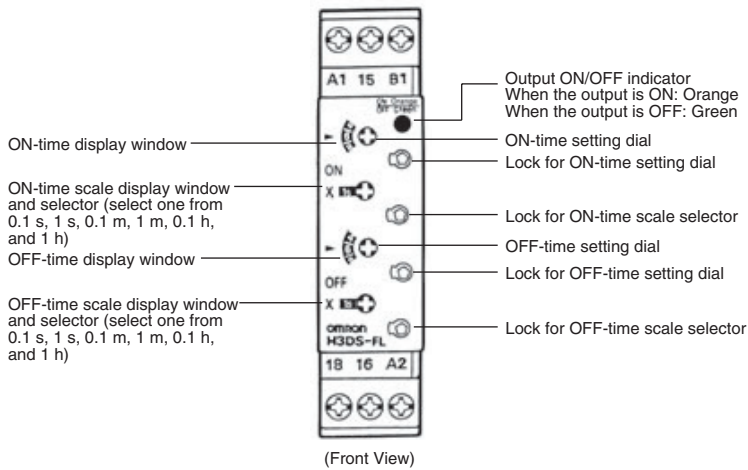 A1 15 B1
On: Orange
Off: Green
Output ON/OFF indicator
When the output is ON: Orange
When the output is OFF: Green
ON-time display window
ON-time setting dial
ON
Lock for ON-time setting dial
ON-time scale display window
and selector (select one from
0.1 s, 1 s, 0.1 m, 1 m, 0.1 h,
and 1 h)
X
Lock for ON-time scale selector
OFF-time display window
OFF-time setting dial
OFF
Lock for OFF-time setting dial
OFF-time scale display window
and selector (select one from
0.1 s, 1 s, 0.1 m, 1 m, 0.1 h,
and 1 h)
X
omron
H3DS-FL
Lock for OFF-time scale selector
18 16 A2
(Front View)